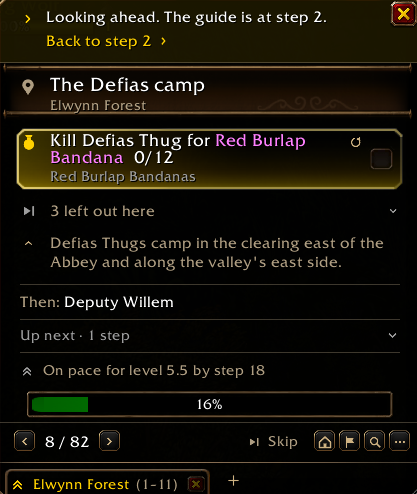 Looking ahead. The guide is at step 2.
Back to step 2 >
The Defias camp
Elwynn Forest
Kill Defias Thug for Red Burlap
Bandana 0/12
Red Burlap Bandanas
3 left out here
Defias Thugs camp in the clearing east of the
Abbey and along the valley's east side.
Then: Deputy Willem
Up next · 1 step
On pace for level 5.5 by step 18
16%
< 8 / 82 > Skip
Elwynn Forest (1-11) +